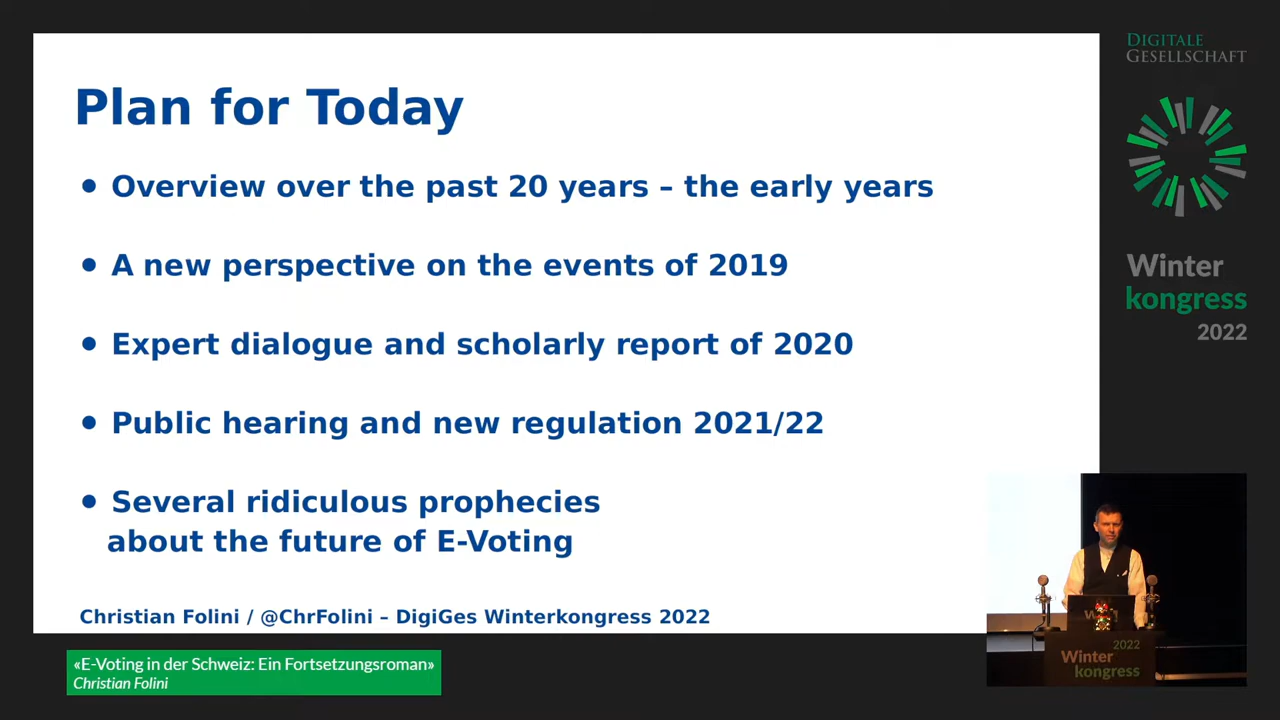 Plan for Today
• Overview over the past 20 years – the early years
• A new perspective on the events of 2019
• Expert dialogue and scholarly report of 2020
• Public hearing and new regulation 2021/22
• Several ridiculous prophecies
about the future of E-Voting
Christian Folini / @ChrFolini – DigiGes Winterkongress 2022
DIGITALE
GESELLSCHAFT
Winter
kongress
2022
2022
Winter
kongress
«E-Voting in der Schweiz: Ein Fortsetzungsroman»
Christian Folini